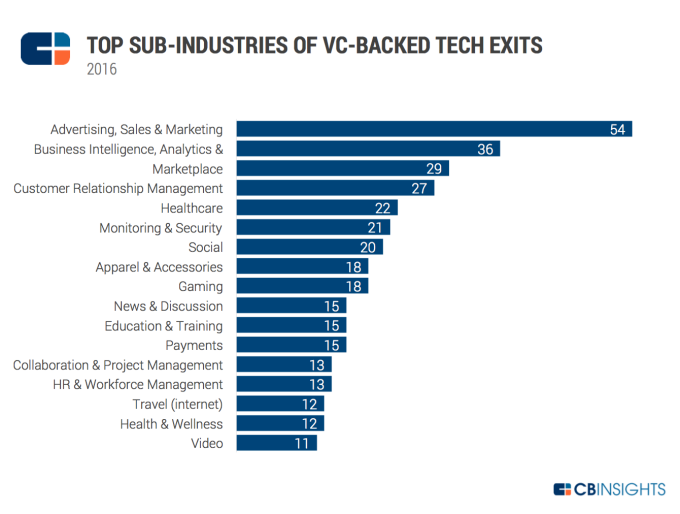 TOP SUB-INDUSTRIES OF VC-BACKED TECH EXITS
2016
Advertising, Sales & Marketing 54
Business Intelligence, Analytics & 36
Marketplace 29
Customer Relationship Management 27
Healthcare 22
Monitoring & Security 21
Social 20
Apparel & Accessories 18
Gaming 18
News & Discussion 15
Education & Training 15
Payments 15
Collaboration & Project Management 13
HR & Workforce Management 13
Travel (internet) 12
Health & Wellness 12
Video 11
CBINSIGHTS